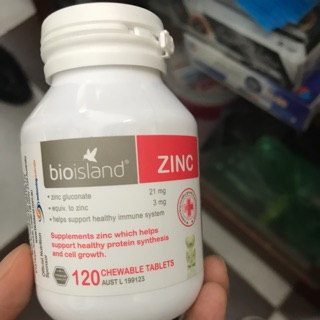 bioisland®
ZINC
• zinc gluconate 21 mg
• equiv. to zinc 3 mg
• helps support healthy immune system
Supplements zinc which helps
support healthy protein synthesis
and cell growth.
120 CHEWABLE TABLETS
AUST L 199123